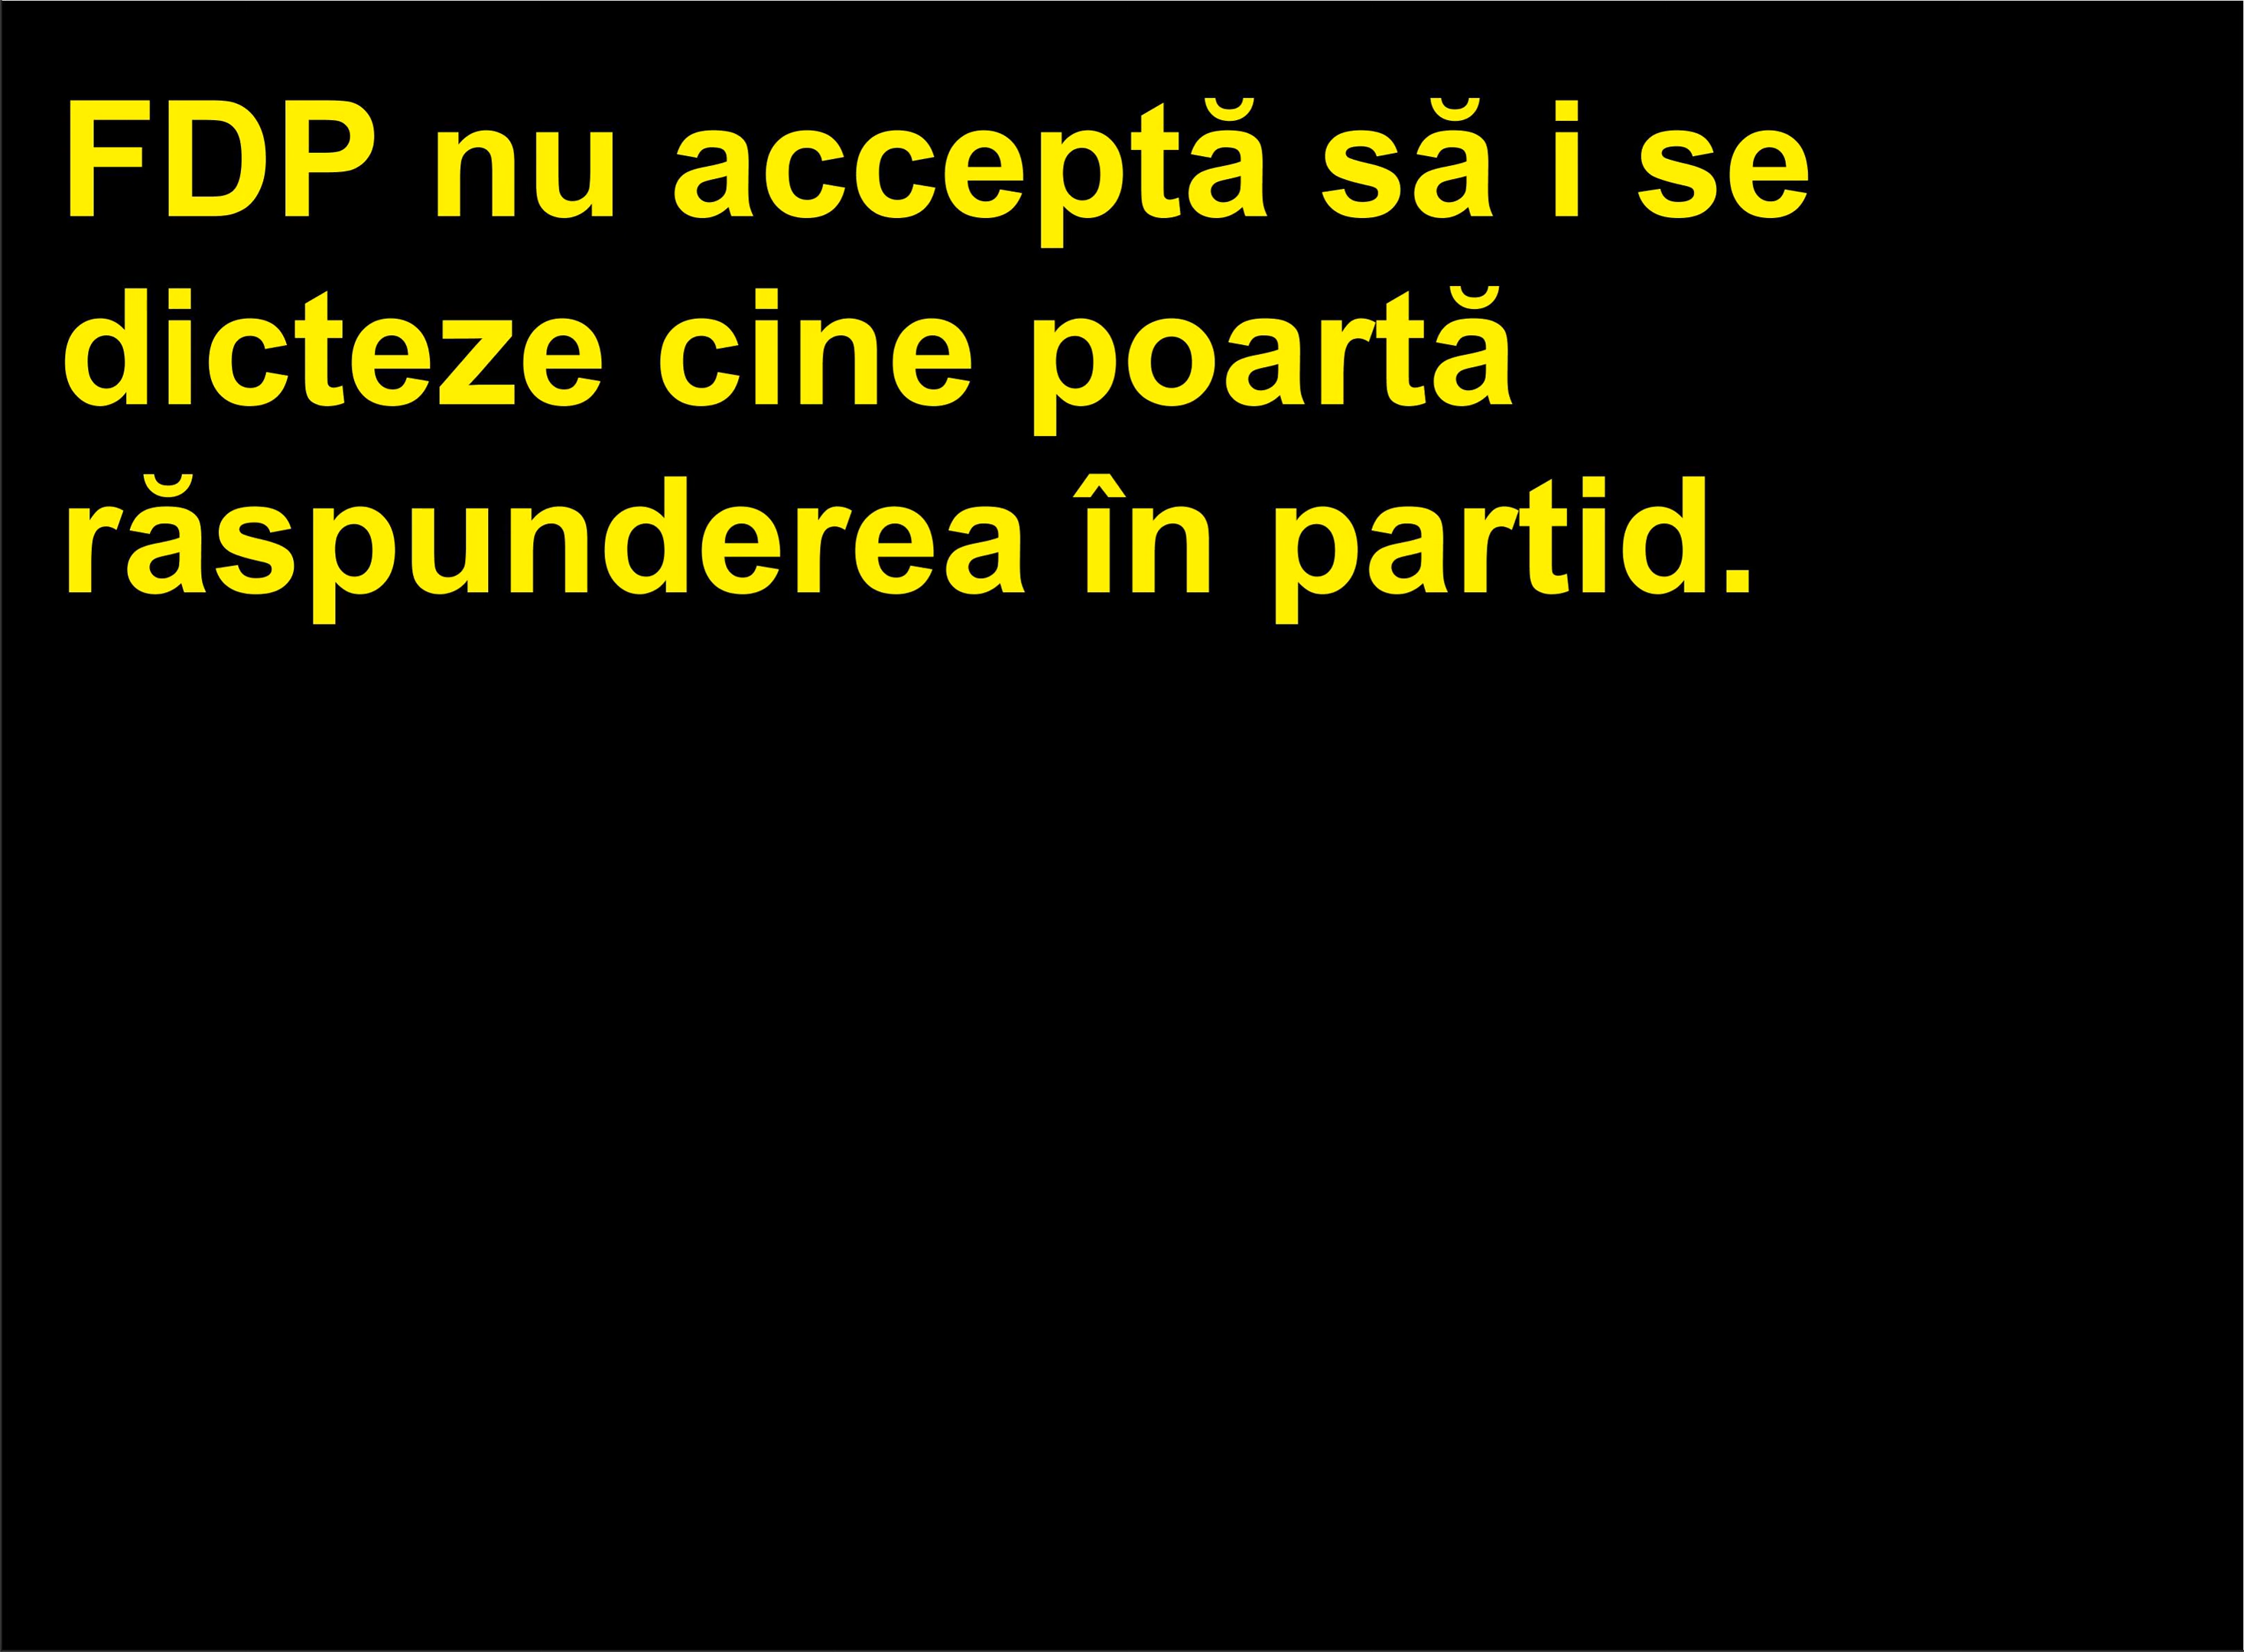 FDP nu acceptă să i se
dicteze cine poartă
răspunderea în partid.